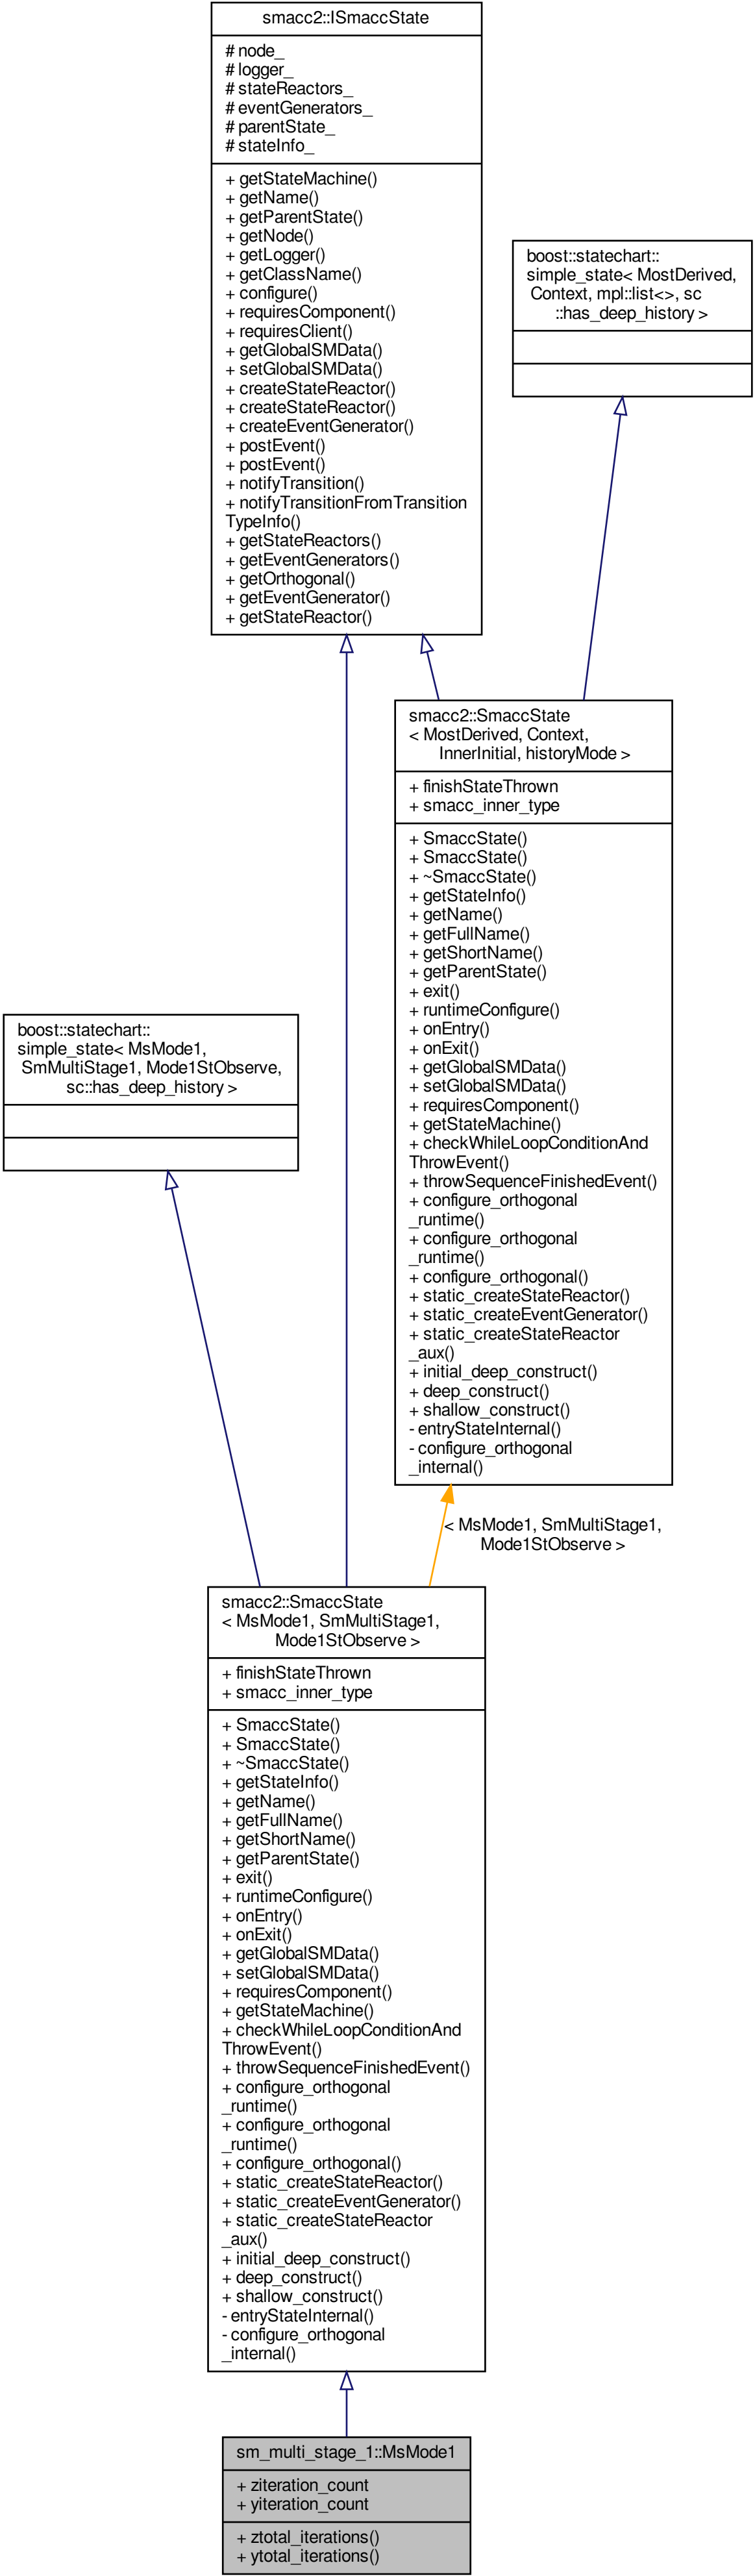 smacc2::ISmaccState
# node_
# logger_
# stateReactors_
# eventGenerators_
# parentState_
# stateInfo_
+ getStateMachine()
+ getName()
+ getParentState()
+ getNode()
+ getLogger()
+ getClassName()
+ configure()
+ requiresComponent()
+ requiresClient()
+ getGlobalSMData()
+ setGlobalSMData()
+ createStateReactor()
+ createStateReactor()
+ createEventGenerator()
+ postEvent()
+ postEvent()
+ notifyTransition()
+ notifyTransitionFromTransition
TypeInfo()
+ getStateReactors()
+ getEventGenerators()
+ getOrthogonal()
+ getEventGenerator()
+ getStateReactor()
boost::statechart::
simple_state< MostDerived,
Context, mpl::list<>, sc
::has_deep_history >
smacc2::SmaccState
< MostDerived, Context,
InnerInitial, historyMode >
+ finishStateThrown
+ smacc_inner_type
+ SmaccState()
+ SmaccState()
+ ~SmaccState()
+ getStateInfo()
+ getName()
+ getFullName()
+ getShortName()
+ getParentState()
+ exit()
+ runtimeConfigure()
+ onEntry()
+ onExit()
+ getGlobalSMData()
+ setGlobalSMData()
+ requiresComponent()
+ getStateMachine()
+ checkWhileLoopConditionAnd
ThrowEvent()
+ throwSequenceFinishedEvent()
+ configure_orthogonal
_runtime()
+ configure_orthogonal
_runtime()
+ configure_orthogonal()
+ static_createStateReactor()
+ static_createEventGenerator()
+ static_createStateReactor
_aux()
+ initial_deep_construct()
+ deep_construct()
+ shallow_construct()
- entryStateInternal()
- configure_orthogonal
_internal()
boost::statechart::
simple_state< MsMode1,
SmMultiStage1, Mode1StObserve,
sc::has_deep_history >
< MsMode1, SmMultiStage1,
Mode1StObserve >
smacc2::SmaccState
< MsMode1, SmMultiStage1,
Mode1StObserve >
+ finishStateThrown
+ smacc_inner_type
+ SmaccState()
+ SmaccState()
+ ~SmaccState()
+ getStateInfo()
+ getName()
+ getFullName()
+ getShortName()
+ getParentState()
+ exit()
+ runtimeConfigure()
+ onEntry()
+ onExit()
+ getGlobalSMData()
+ setGlobalSMData()
+ requiresComponent()
+ getStateMachine()
+ checkWhileLoopConditionAnd
ThrowEvent()
+ throwSequenceFinishedEvent()
+ configure_orthogonal
_runtime()
+ configure_orthogonal
_runtime()
+ configure_orthogonal()
+ static_createStateReactor()
+ static_createEventGenerator()
+ static_createStateReactor
_aux()
+ initial_deep_construct()
+ deep_construct()
+ shallow_construct()
- entryStateInternal()
- configure_orthogonal
_internal()
sm_multi_stage_1::MsMode1
+ ziteration_count
+ yiteration_count
+ ztotal_iterations()
+ ytotal_iterations()